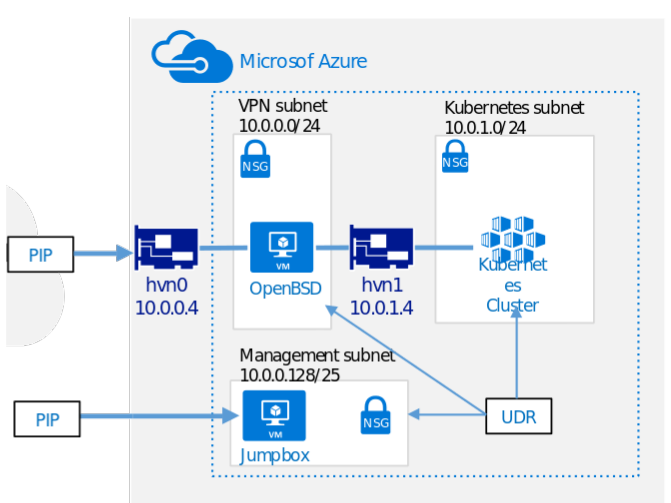 Microsof Azure
VPN subnet
10.0.0.0/24
Kubernetes subnet
10.0.1.0/24
NSG
NSG
PIP
VM
OpenBSD
hvn0
10.0.0.4
hvn1
10.0.1.4
Kubernet
es
Cluster
Management subnet
10.0.0.128/25
PIP
VM
Jumpbox
NSG
UDR